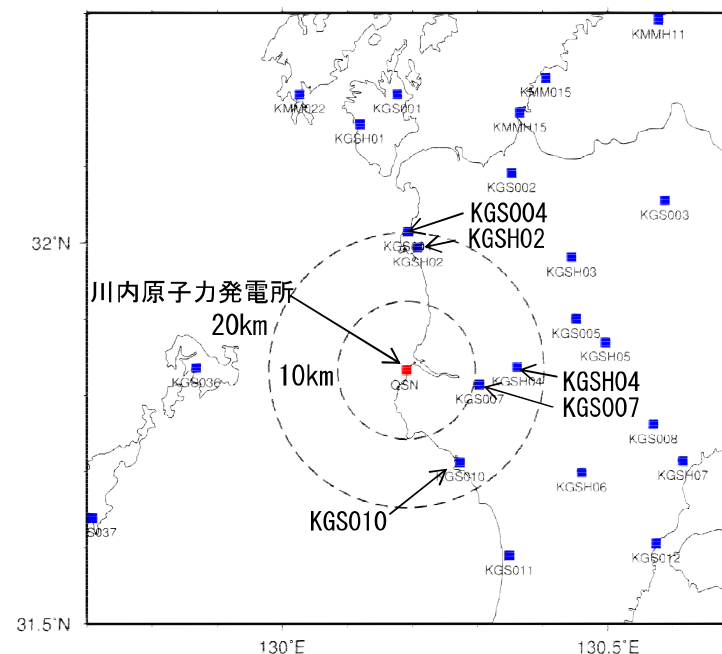 KMMH11
KMM015
KMM022
KGS001
KMMH15
KGSH01
KGS002
KGS003
KGS004
KGSH02
32°N
KGSH02
KGSH03
川内原子力発電所
20km
KGS005
KGSH05
10km
KGS036
QSN
KGSH04
KGS007
KGSH04
KGS007
KGS008
KGS010
KGSH06
KGSH07
KGS010
S037
KGS011
KGS012
31.5°N
130°E
130.5°E